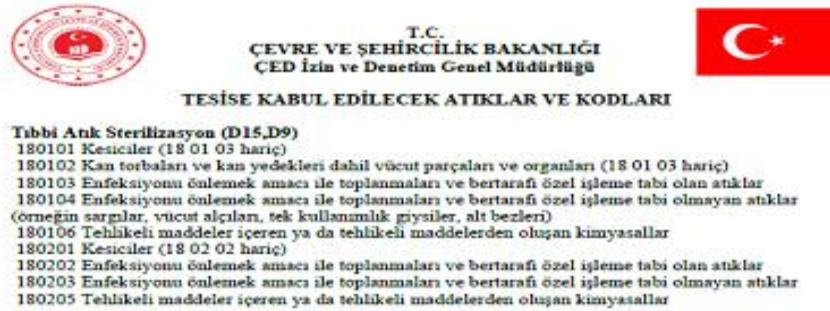 T.C.
ÇEVRE VE ŞEHİRCİLİK BAKANLIĞI
ÇED İzin ve Denetim Genel Müdürlüğü
TESİSE KABUL EDİLECEK ATIKLAR VE KODLARI
Tıbbi Atık Sterilizasyon (D15,D9)
180101 Kesiciler (18 01 03 hariç)
180102 Kan torbaları ve kan yedekleri dahil vücut parçaları ve organları (18 01 03 hariç)
180103 Enfeksiyonu önlemek amacı ile toplanmaları ve bertarafı özel işleme tabi olan atıklar
180104 Enfeksiyonu önlemek amacı ile toplanmaları ve bertarafı özel işleme tabi olmayan atıklar
(örneğin sargılar, vücut alçıları, tek kullanımlık giysiler, alt bezleri)
180106 Tehlikeli maddeler içeren ya da tehlikeli maddelerden oluşan kimyasallar
180201 Kesiciler (18 02 02 hariç)
180202 Enfeksiyonu önlemek amacı ile toplanmaları ve bertarafı özel işleme tabi olan atıklar
180203 Enfeksiyonu önlemek amacı ile toplanmaları ve bertarafı özel işleme tabi olmayan atıklar
180205 Tehlikeli maddeler içeren ya da tehlikeli maddelerden oluşan kimyasallar